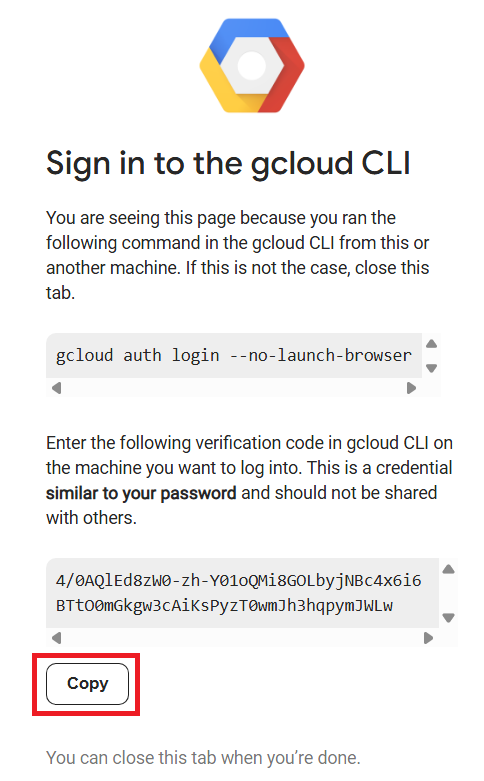 Sign in to the gcloud CLI
You are seeing this page because you ran the
following command in the gcloud CLI from this or
another machine. If this is not the case, close this
tab.
gcloud auth login --no-launch-browser
Enter the following verification code in gcloud CLI on
the machine you want to log into. This is a credential
similar to your password and should not be shared
with others.
4/0AQlEd8zW0-zh-Y01oQMi8GOLbyjNBc4x6i6
BTtO0mGkgw3cAiKsPyzT0wmJh3hqpymJWLw
Copy
You can close this tab when you’re done.